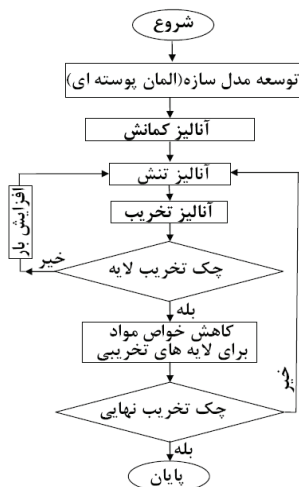 شروع
توسعه مدل سازه(المان پوسته ای)
آنالیز کمانش
آنالیز تنش
آنالیز تخریب
افزایش بار
خیر
چک تخریب لایه
بله
کاهش خواص مواد
برای لایه های تخریبی
خیر
چک تخریب نهایی
بله
پایان